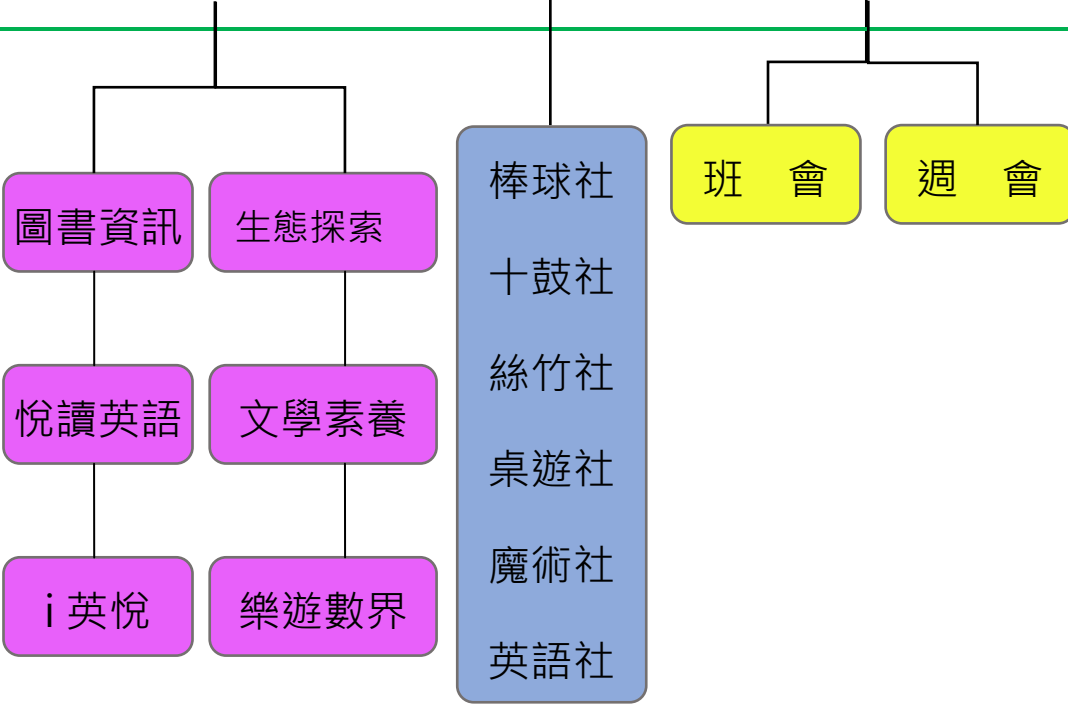 圖書資訊
悅讀英語
i 英悅
生態探索
文學素養
樂遊數界
棒球社
十鼓社
絲竹社
桌遊社
魔術社
英語社
班　會
週　會